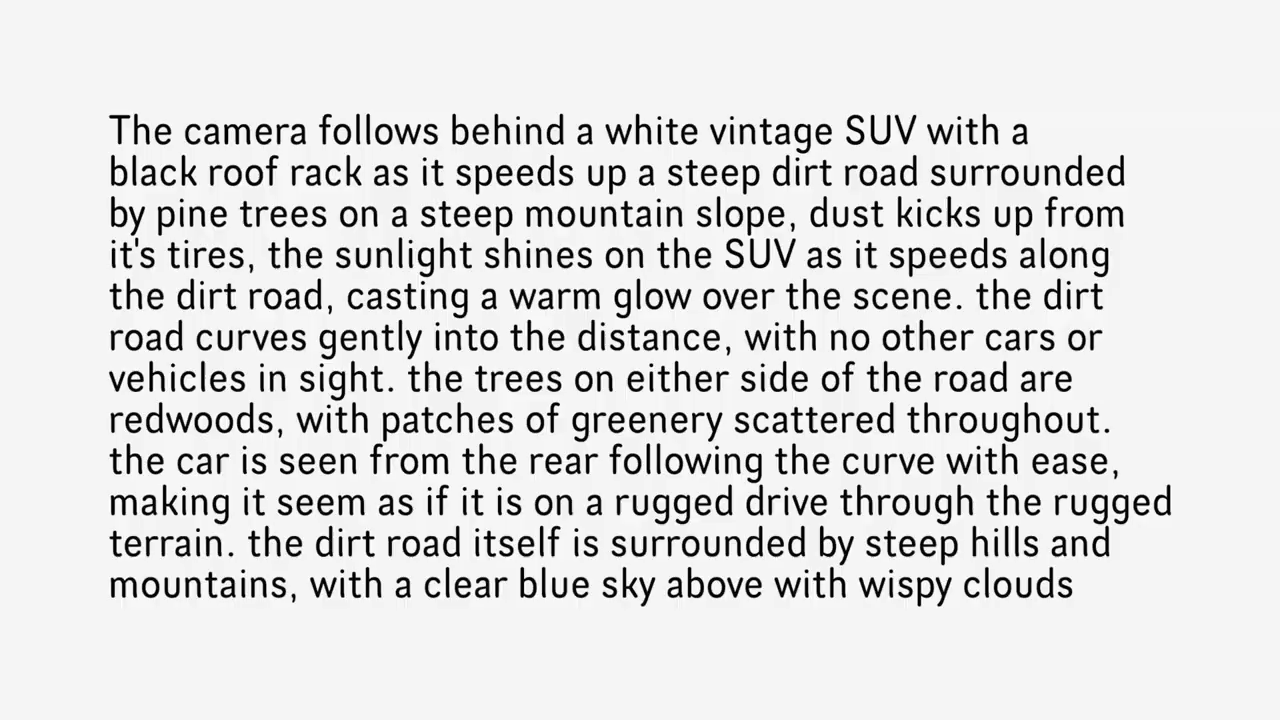 The camera follows behind a white vintage SUV with a
black roof rack as it speeds up a steep dirt road surrounded
by pine trees on a steep mountain slope, dust kicks up from
it's tires, the sunlight shines on the SUV as it speeds along
the dirt road, casting a warm glow over the scene. the dirt
road curves gently into the distance, with no other cars or
vehicles in sight. the trees on either side of the road are
redwoods, with patches of greenery scattered throughout.
the car is seen from the rear following the curve with ease,
making it seem as if it is on a rugged drive through the rugged
terrain. the dirt road itself is surrounded by steep hills and
mountains, with a clear blue sky above with wispy clouds